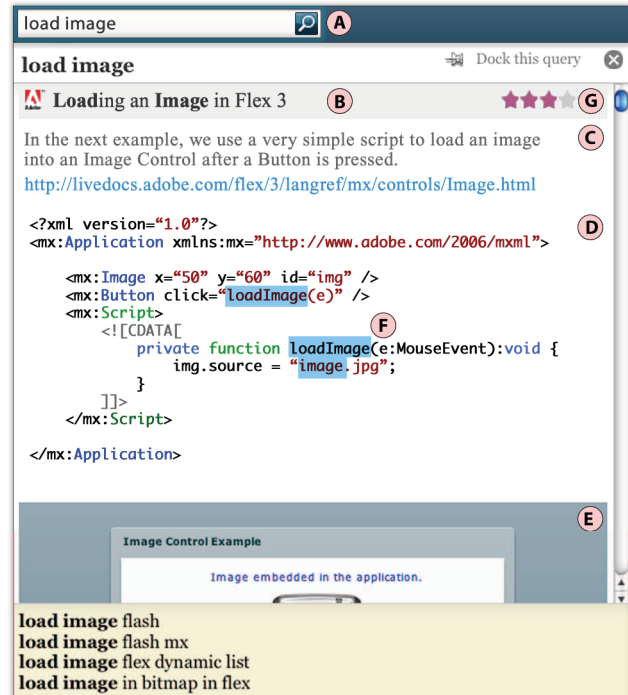 load image A
load image Dock this query
Adobe Loading an Image in Flex 3 B G
In the next example, we use a very simple script to load an image C
into an Image Control after a Button is pressed.
http://livedocs.adobe.com/flex/3/langref/mx/controls/Image.html
<?xml version=“1.0”?> D
<mx:Application xmlns:mx=”http://www.adobe.com/2006/mxml”>
<mx:Image x=“50” y=“60” id=“img” />
<mx:Button click=“loadImage(e)” />
<mx:Script> F
<![CDATA[
private function loadImage(e:MouseEvent):void {
img.source = “image.jpg”;
}
]]>
</mx:Script>
</mx:Application>
E
Image Control Example
Image embedded in the application.
load image flash
load image flash mx
load image flex dynamic list
load image in bitmap in flex